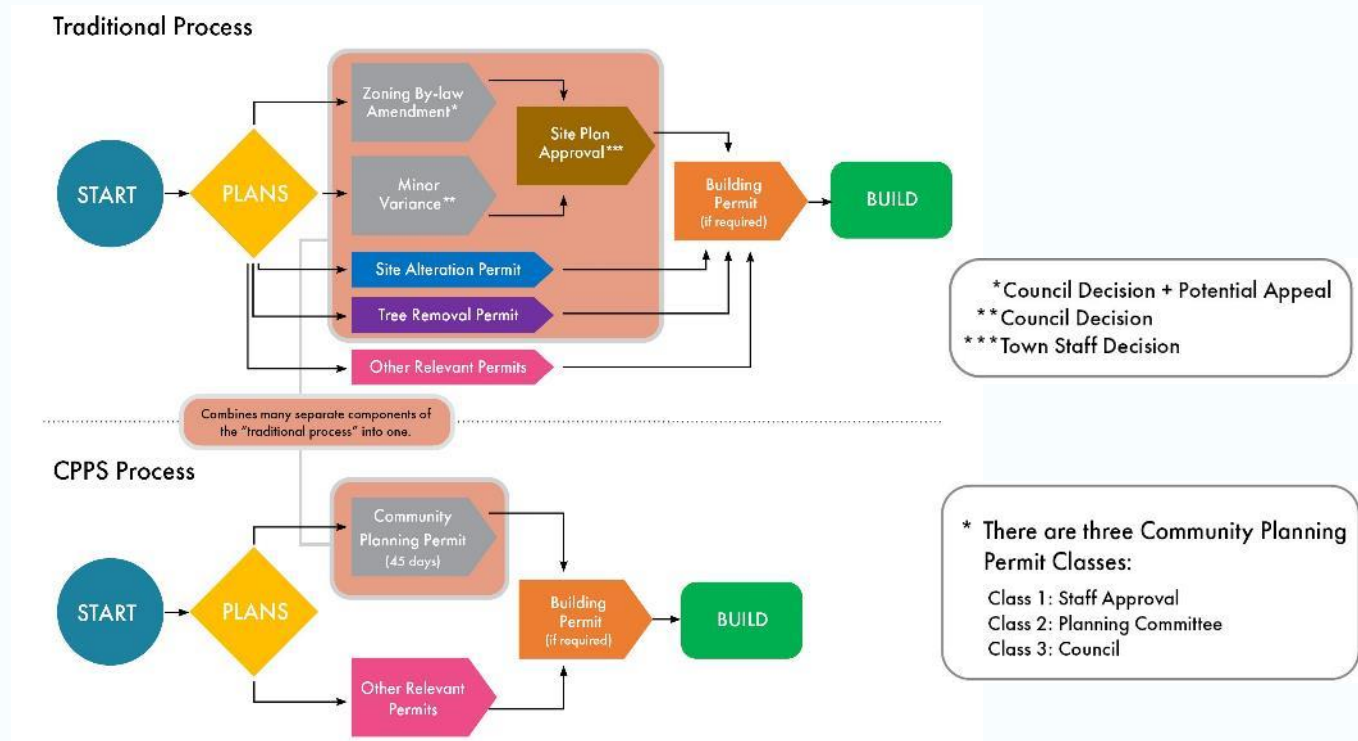 Traditional Process
START
PLANS
Zoning By-law
Amendment*
Minor
Variance**
Site Plan
Approval***
Site Alteration Permit
Tree Removal Permit
Other Relevant Permits
Building
Permit
(if required)
BUILD
*Council Decision + Potential Appeal
**Council Decision
***Town Staff Decision
Combines many separate components of
the “traditional process” into one.
CPPS Process
START
PLANS
Community
Planning Permit
(45 days)
Other Relevant
Permits
Building
Permit
(if required)
BUILD
* There are three Community Planning
Permit Classes:
Class 1: Staff Approval
Class 2: Planning Committee
Class 3: Council